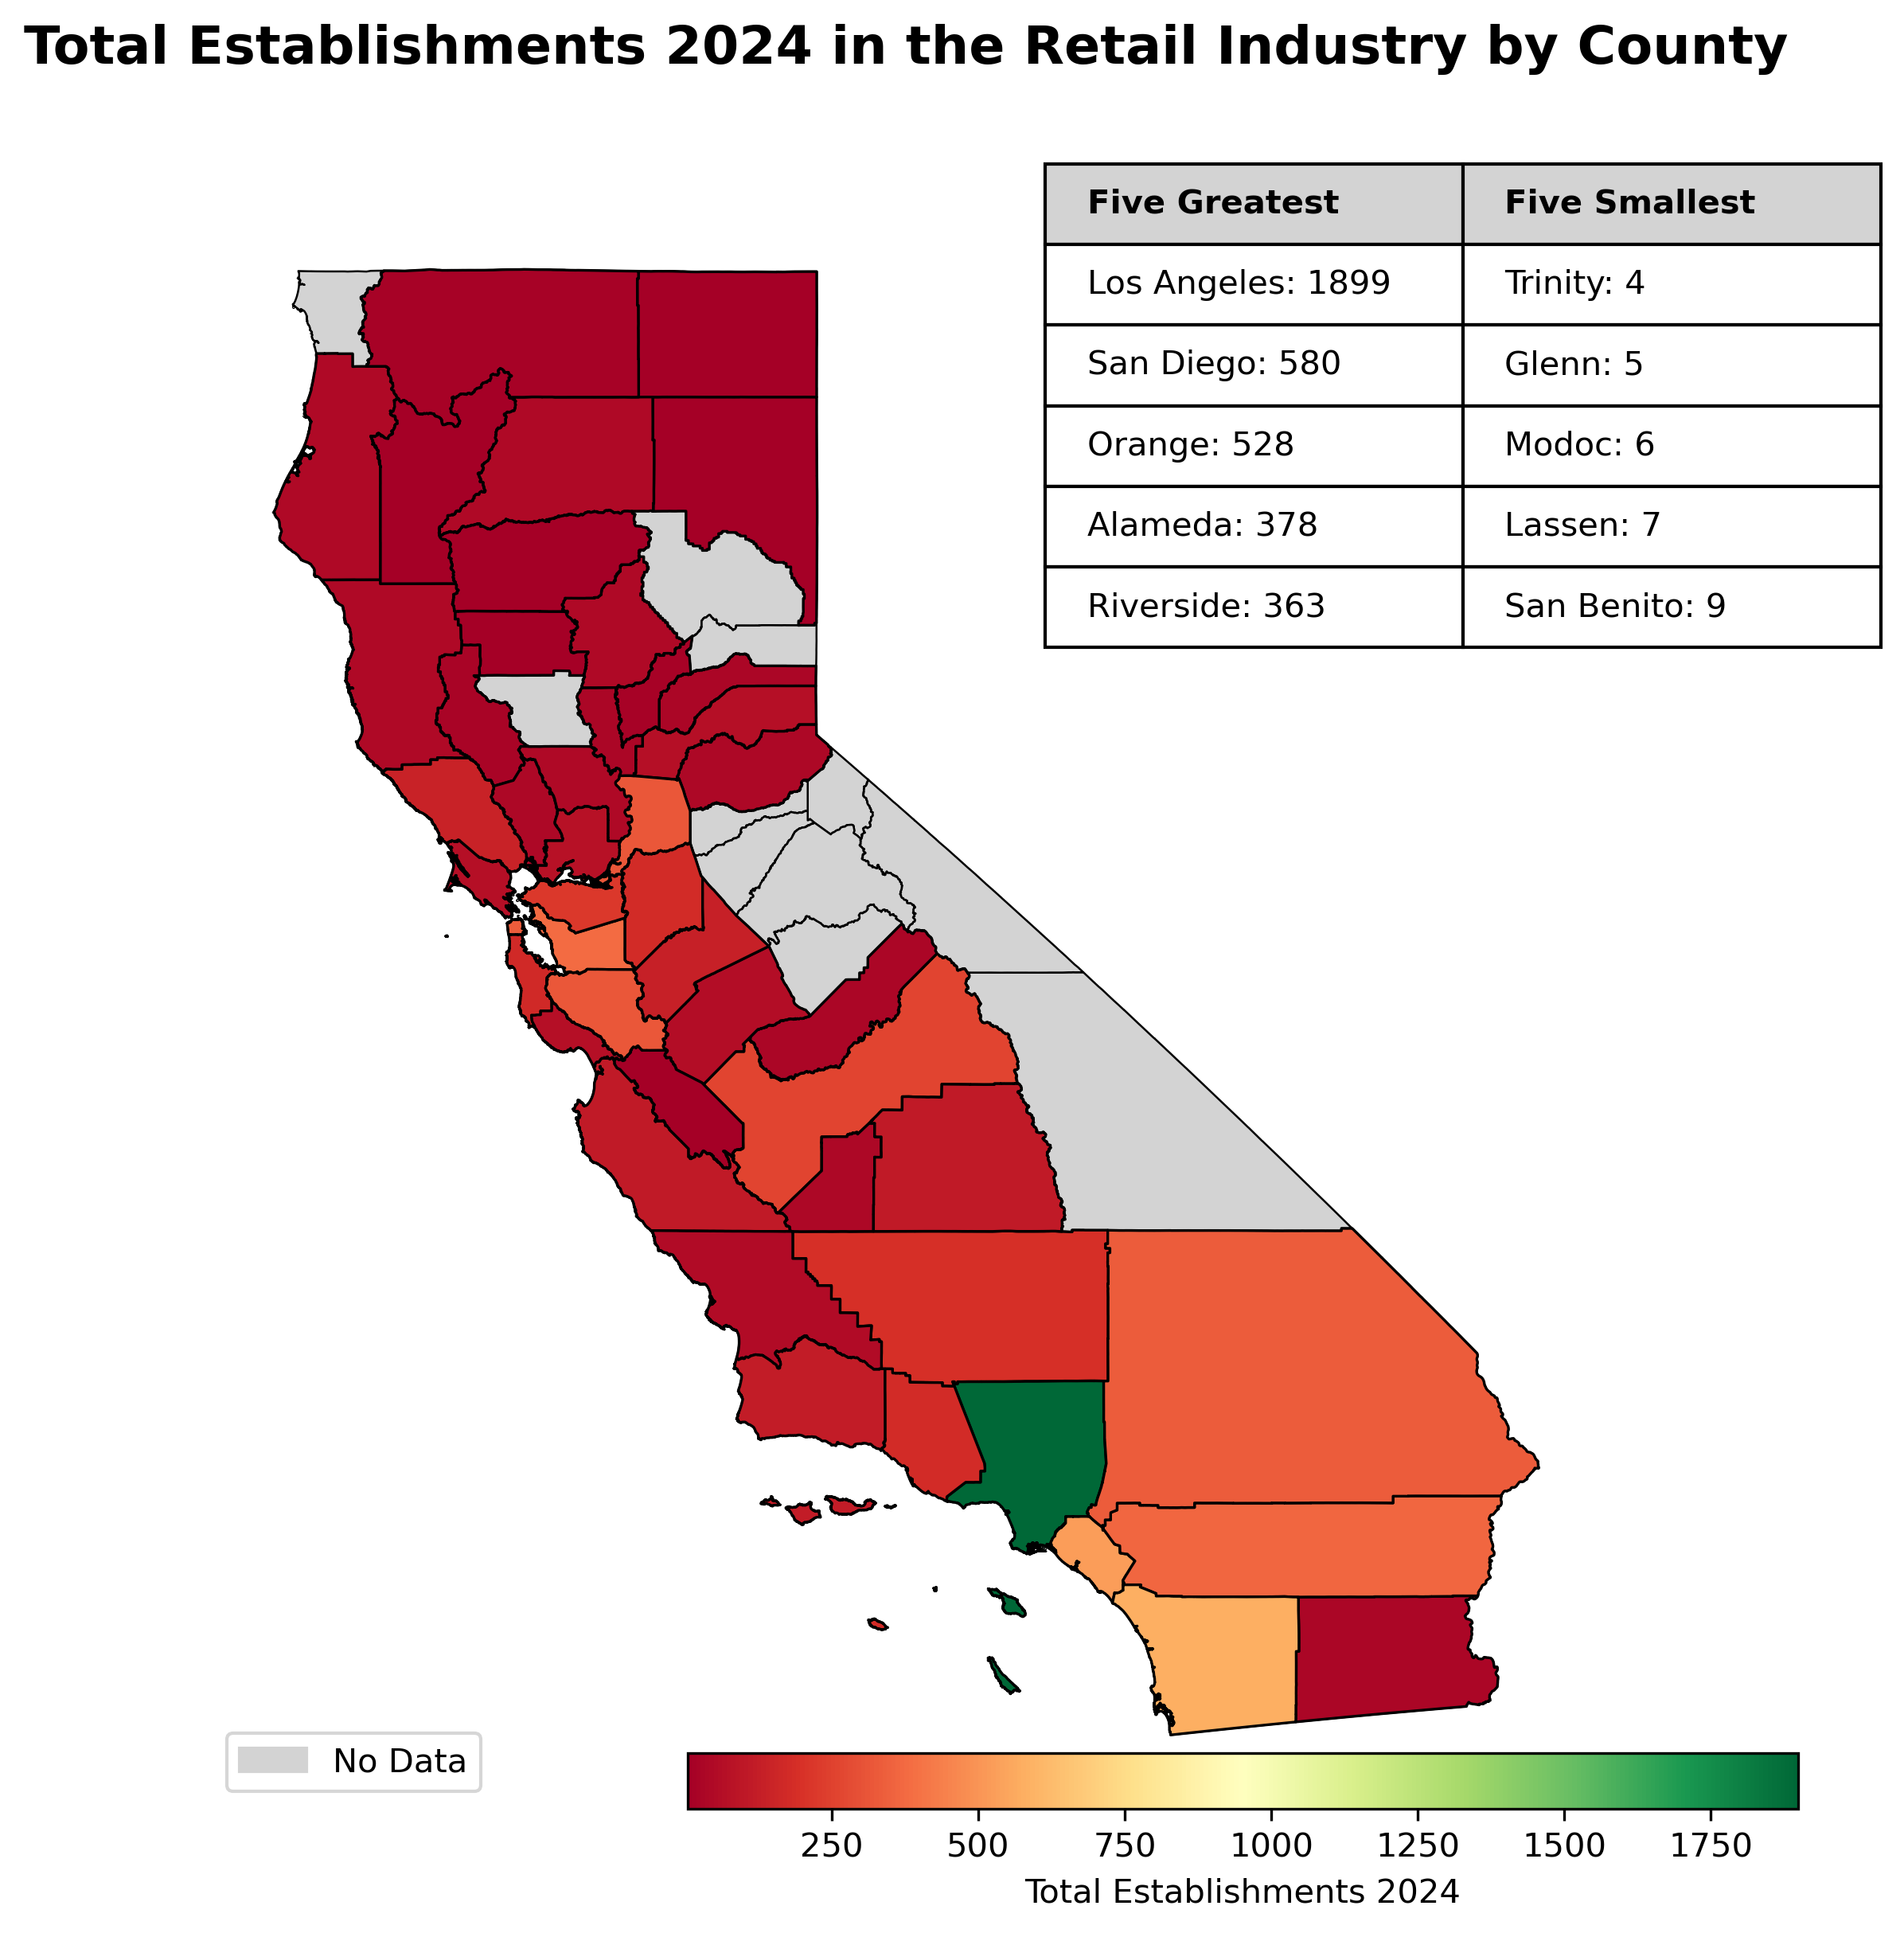 Total Establishments 2024 in the Retail Industry by County
Five Greatest Five Smallest
Los Angeles: 1899 Trinity: 4
San Diego: 580 Glenn: 5
Orange: 528 Modoc: 6
Alameda: 378 Lassen: 7
Riverside: 363 San Benito: 9
No Data
250 500 750 1000 1250 1500 1750
Total Establishments 2024